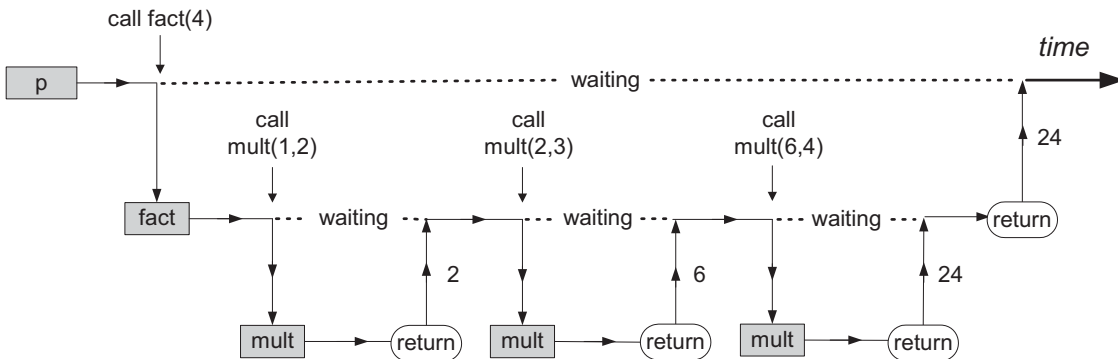 call fact(4)
time
p
waiting
call
mult(1,2)
call
mult(2,3)
call
mult(6,4)
24
fact
waiting
waiting
waiting
return
2
6
24
mult
return
mult
return
mult
return